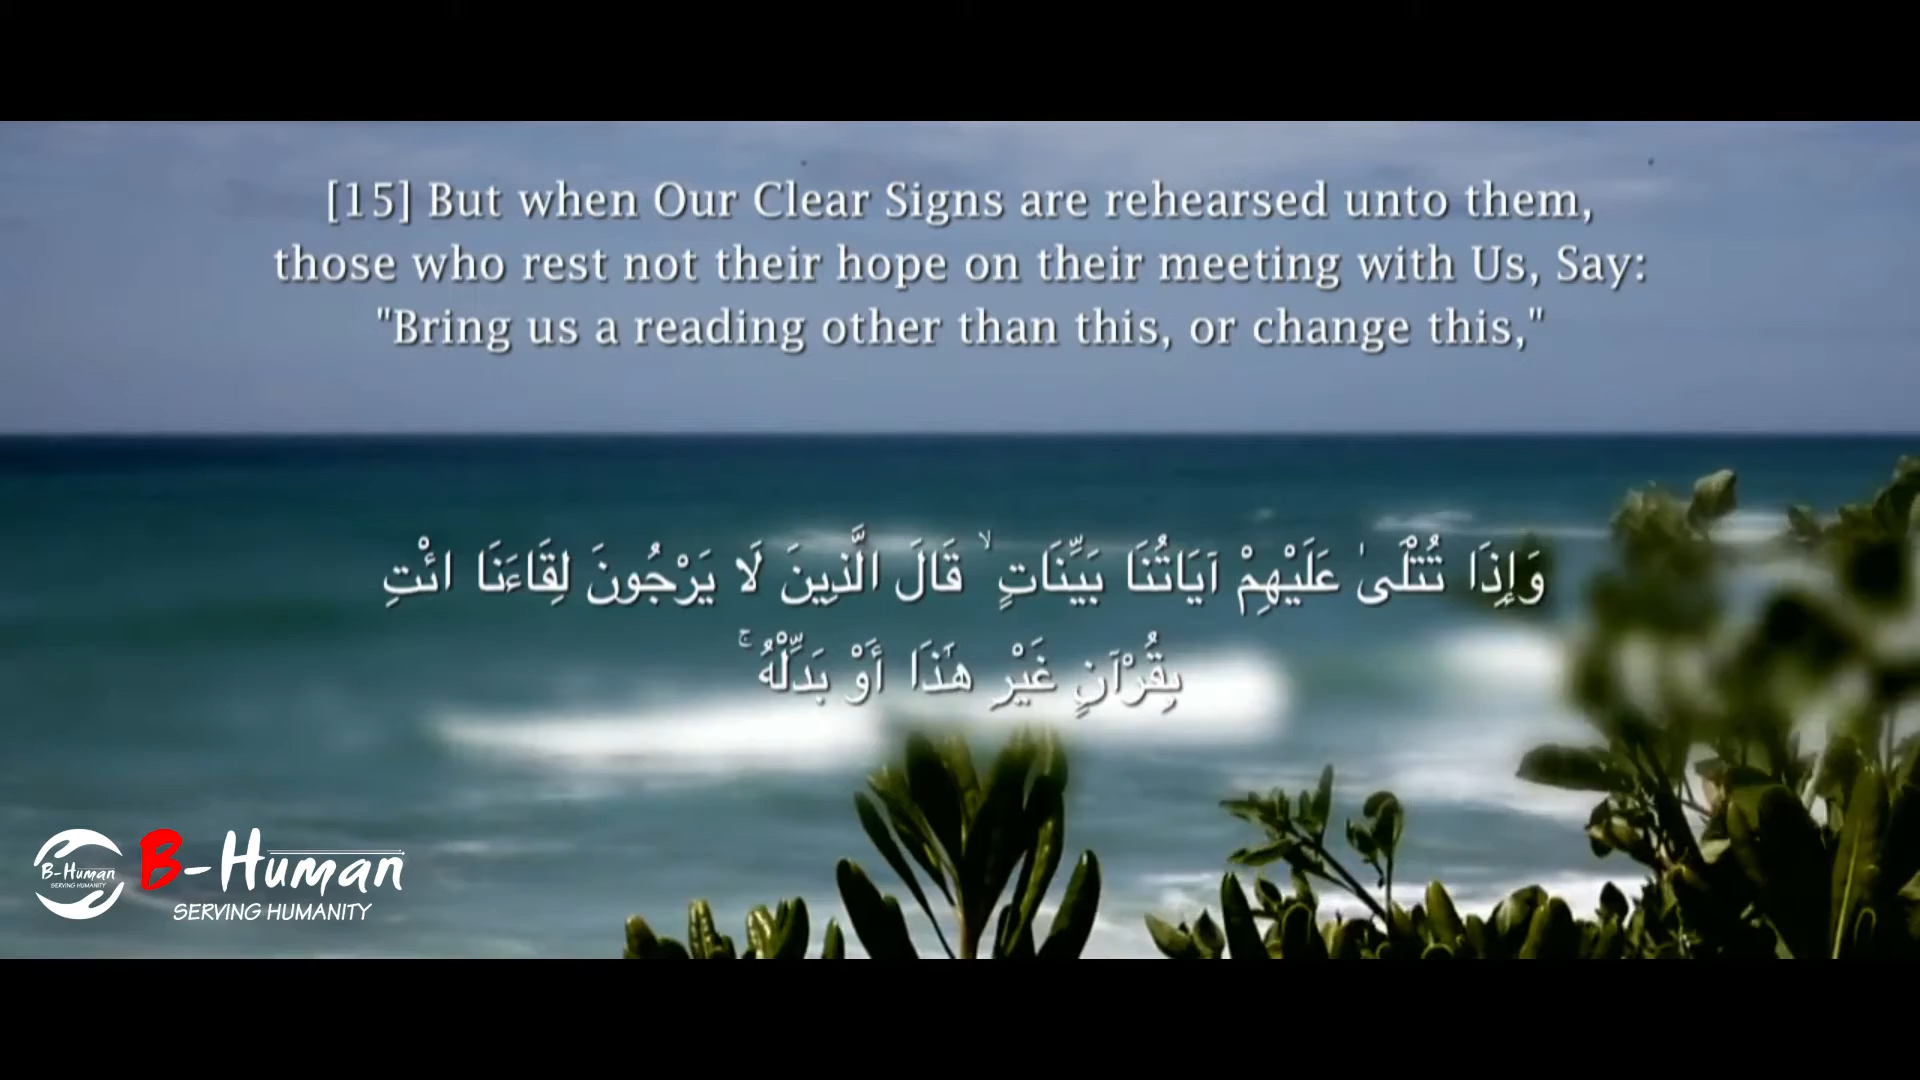 [15] But when Our Clear Signs are rehearsed unto them,
those who rest not their hope on their meeting with Us, Say:
"Bring us a reading other than this, or change this,"
وَإِذَا تُتْلَىٰ عَلَيْهِمْ آيَاتُنَا بَيِّنَاتٍ ۙ قَالَ الَّذِينَ لَا يَرْجُونَ لِقَاءَنَا ائْتِ
بِقُرْآنٍ غَيْرِ هَٰذَا أَوْ بَدِّلْهُ ۚ
B-Human
SERVING HUMANITY
B-Human
SERVING HUMANITY